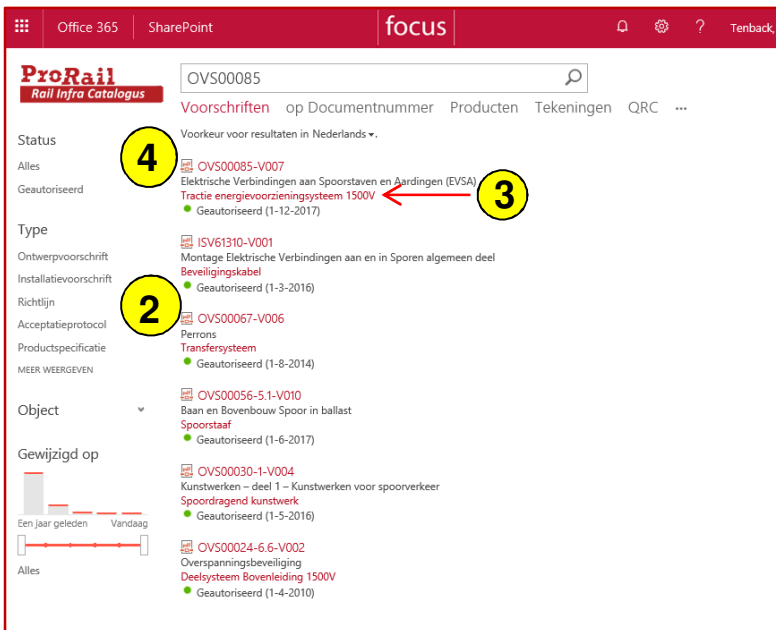 Office 365
SharePoint
focus
?
Tenback,
ProRail
Rail Infra Catalogus
OVS00085
Voorschriften op Documentnummer Producten Tekeningen QRC ...
Voorkeur voor resultaten in Nederlands.
Status
Alles
Geautoriseerd
Type
Ontwerpvoorschrift
Installatievoorschrift
Richtlijn
Acceptatieprotocol
Productspecificatie
MEER WEERGEVEN
Object
Gewijzigd op
Een jaar geleden Vandaag
Alles
4
OVS00085-V007
Elektrische Verbindingen aan Spoorstaven en Aardingen (EVSA)
Tractie energievoorzieningsysteem 1500V
3
Geautoriseerd (1-12-2017)
ISV61310-V001
Montage Elektrische Verbindingen aan en in Sporen algemeen deel
Beveiligingskabel
Geautoriseerd (1-3-2016)
2
OVS00067-V006
Perrons
Transfersysteem
Geautoriseerd (1-8-2014)
OVS00056-5.1-V010
Baan en Bovenbouw Spoor in ballast
Spoorstaaf
Geautoriseerd (1-6-2017)
OVS00030-1-V004
Kunstwerken – deel 1 – Kunstwerken voor spoorverkeer
Spoordragend kunstwerk
Geautoriseerd (1-5-2016)
OVS00024-6.6-V002
Overspanningsbeveiliging
Deelsysteem Bovenleiding 1500V
Geautoriseerd (1-4-2010)